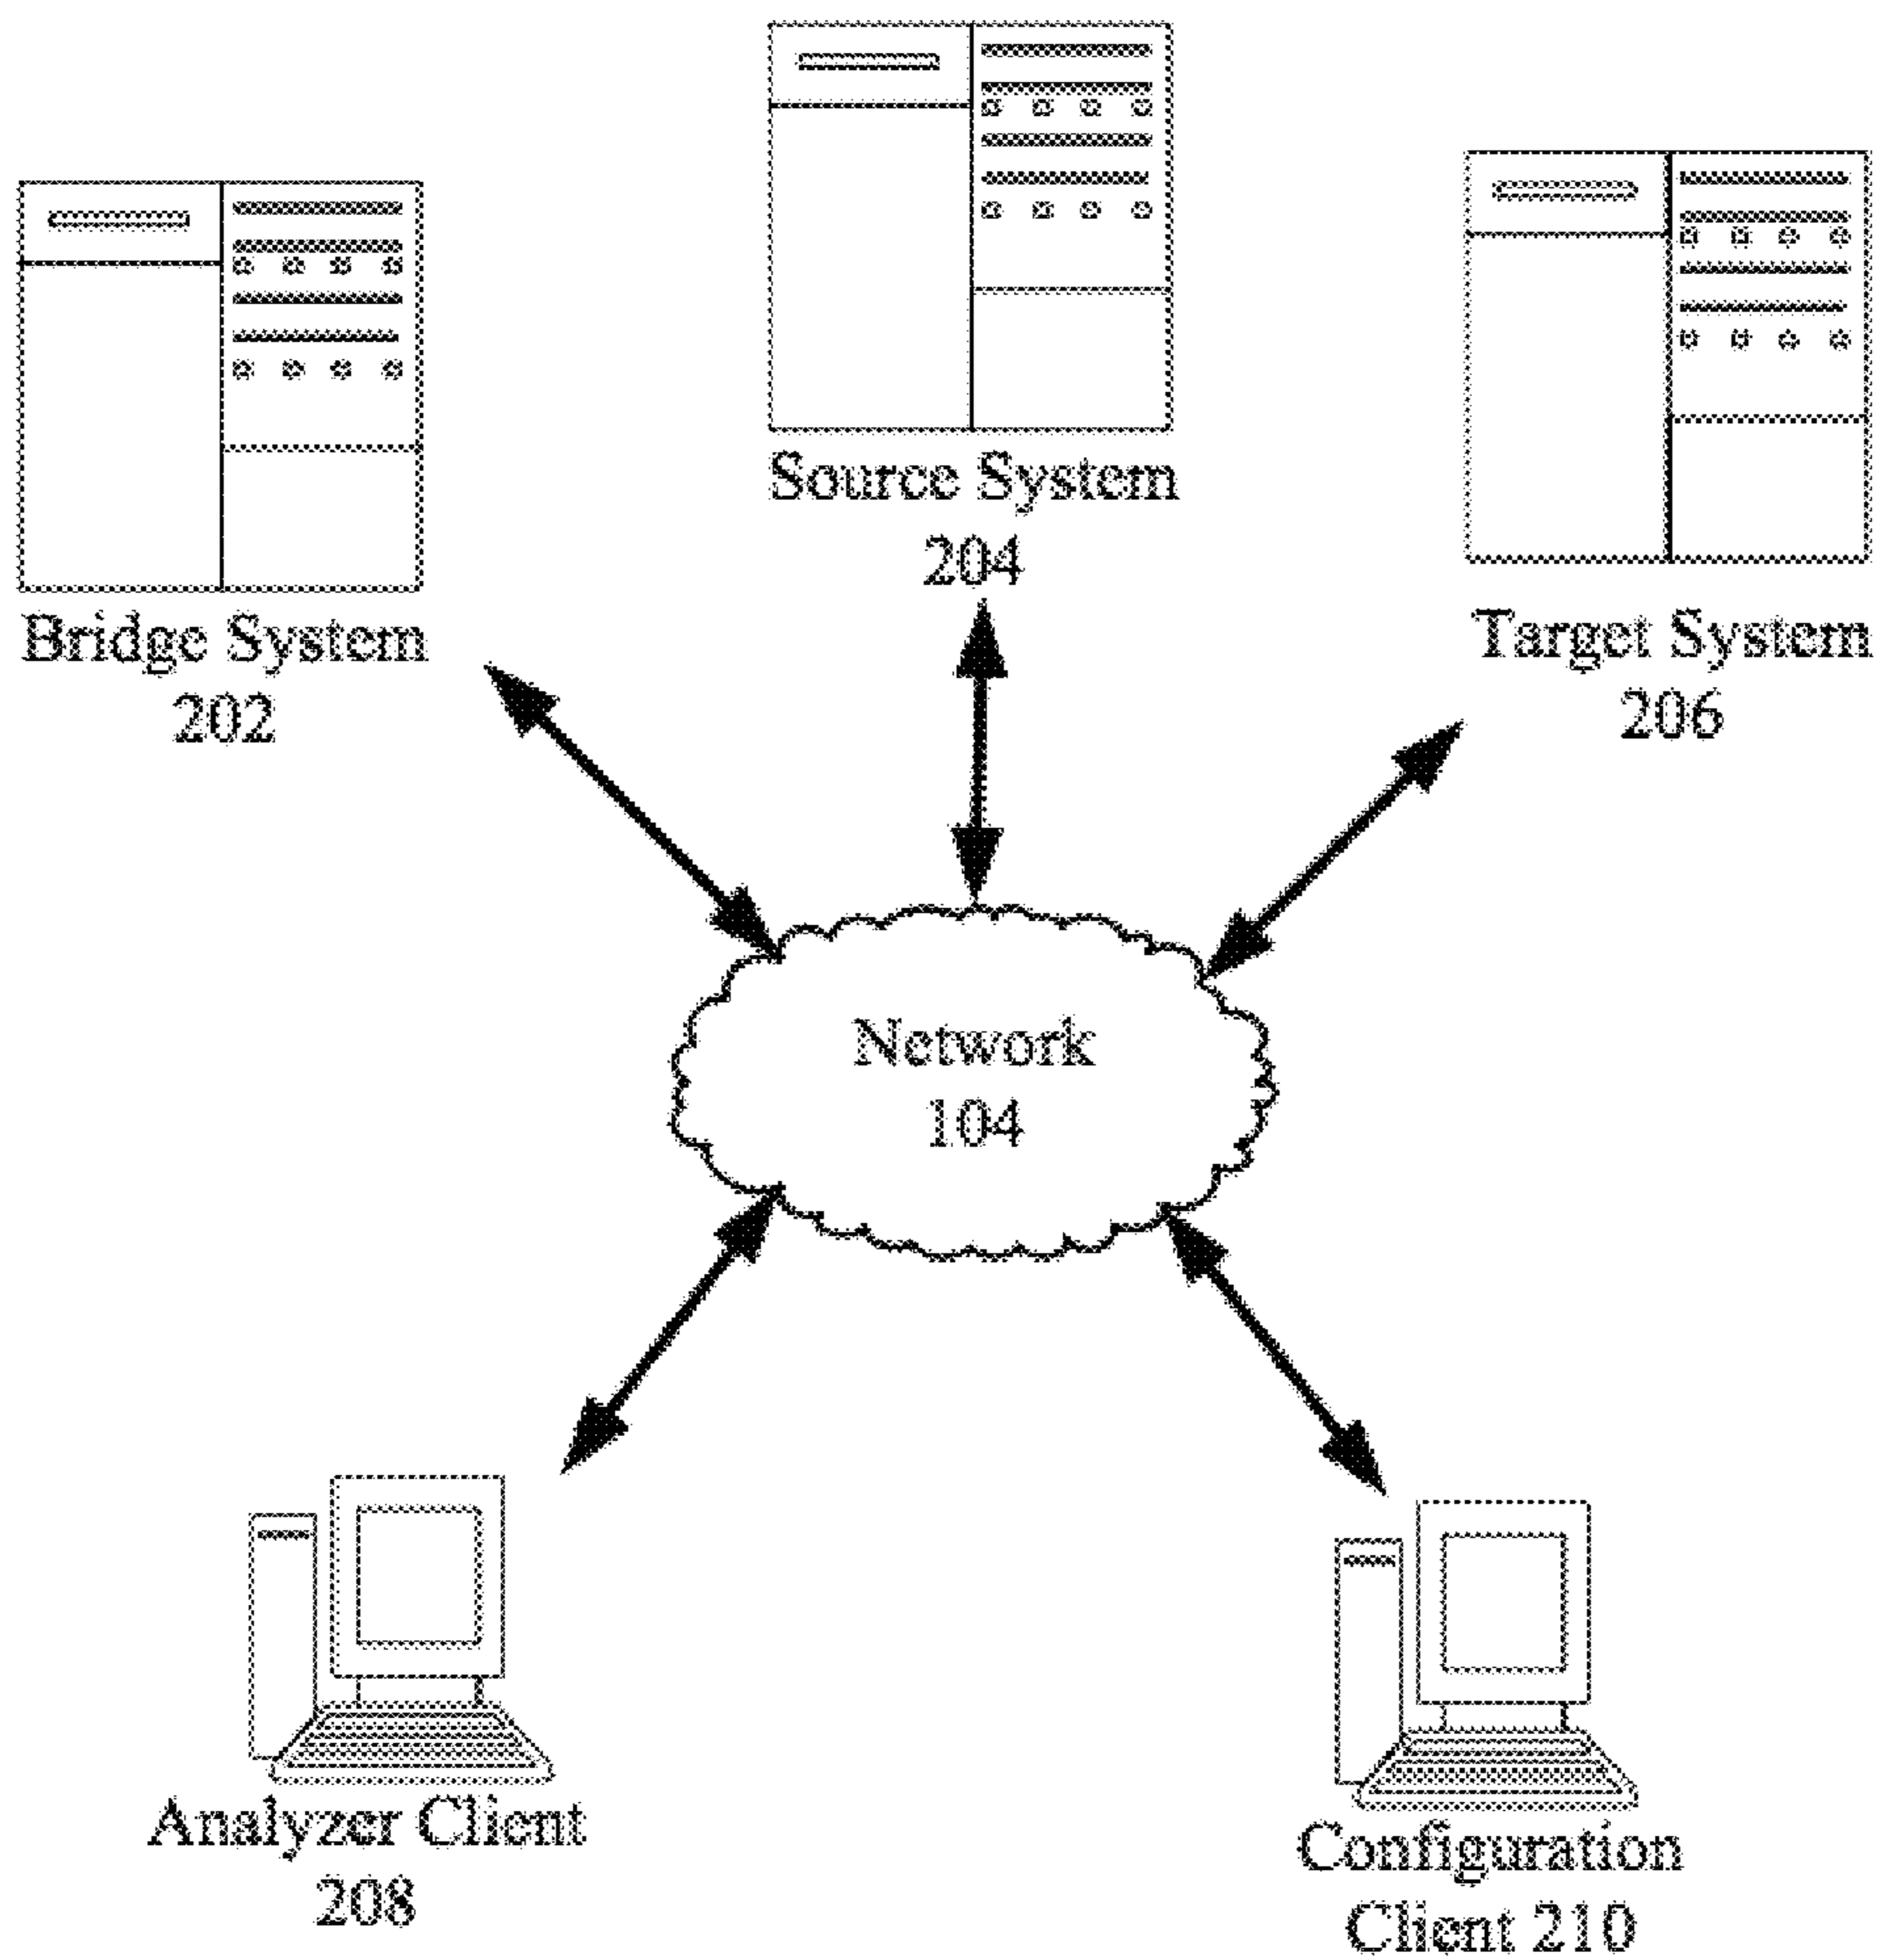 Source System
204
Bridge System
202
Target System
206
Network
104
Analyzer Client
208
Configuration
Client 210